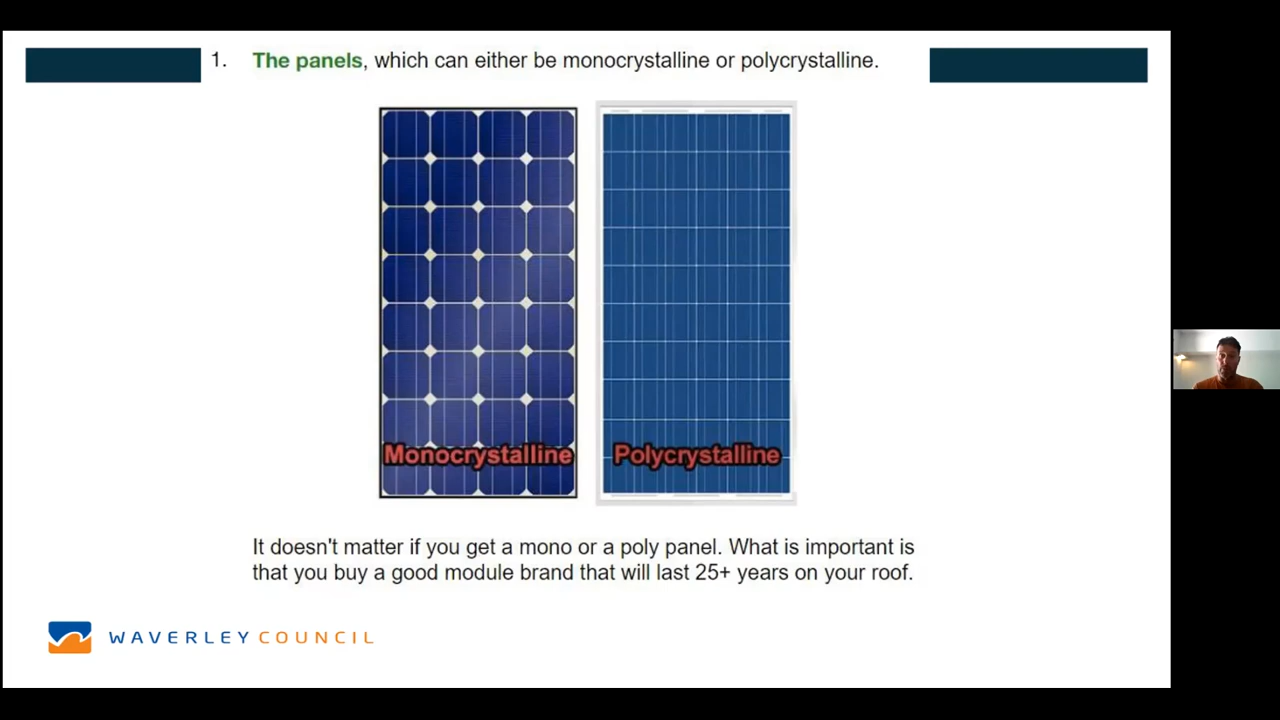 1. The panels, which can either be monocrystalline or polycrystalline.
Monocrystalline
Polycrystalline
It doesn't matter if you get a mono or a poly panel. What is important is
that you buy a good module brand that will last 25+ years on your roof.
WAVERLEY COUNCIL